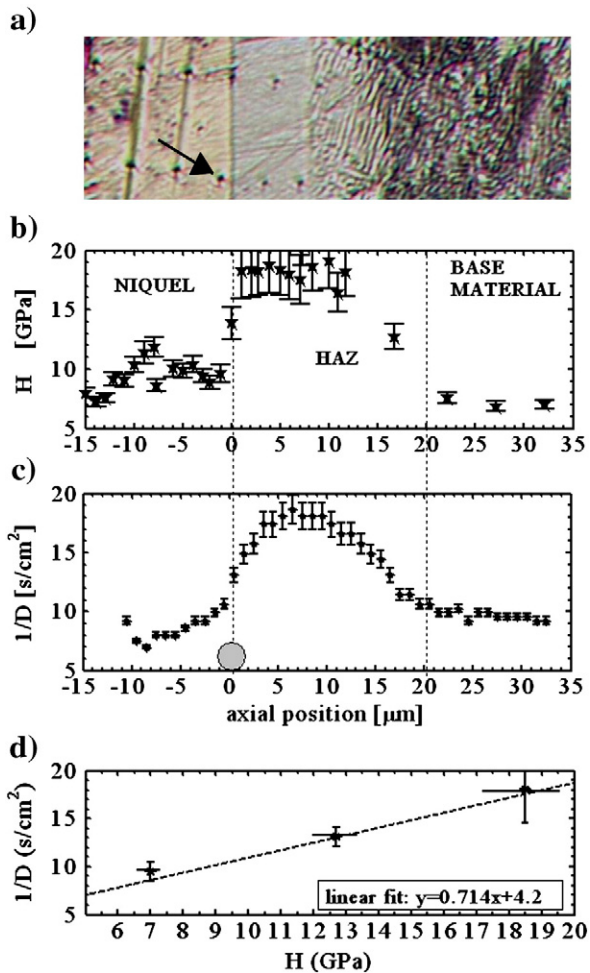 a)
b)
20
15
10
5
H [GPa]
NIQUEL
HAZ
BASE
MATERIAL
-15 -10 -5 0 5 10 15 20 25 30 35
c)
20
15
10
5
1/D [s/cm²]
-15 -10 -5 0 5 10 15 20 25 30 35
axial position [μm]
d)
20
15
10
5
1/D (s/cm²)
linear fit: y=0.714x+4.2
6 7 8 9 10 11 12 13 14 15 16 17 18 19 20
H (GPa)